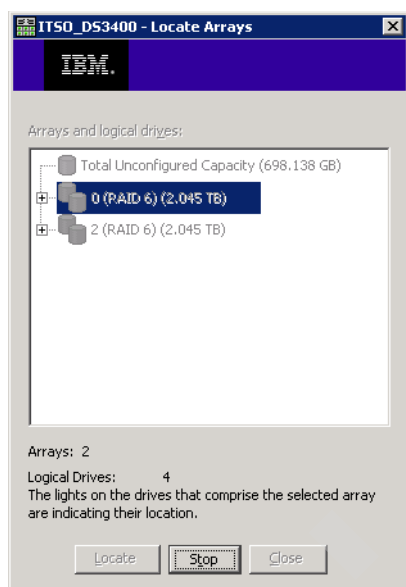 ITSO_DS3400 - Locate Arrays
IBM.
Arrays and logical drives:
Total Unconfigured Capacity (698.138 GB)
0 (RAID 6) (2.045 TB)
2 (RAID 6) (2.045 TB)
Arrays: 2
Logical Drives: 4
The lights on the drives that comprise the selected array
are indicating their location.
Locate Stop Close